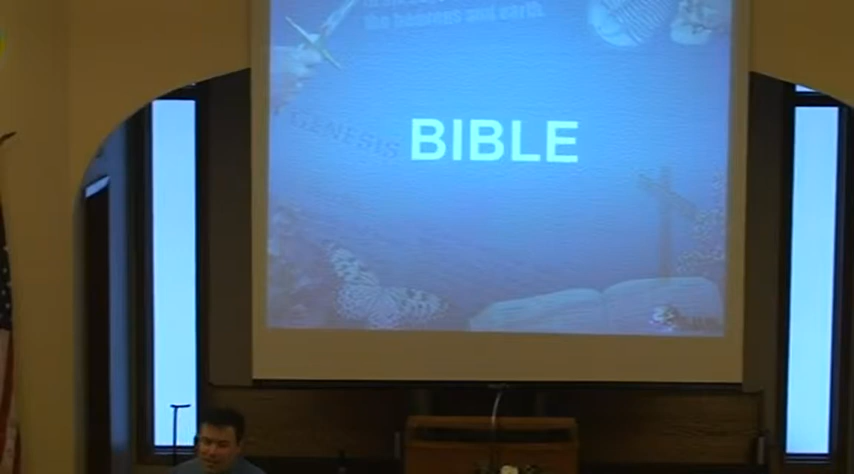 the heavens and earth.
GENESIS
BIBLE